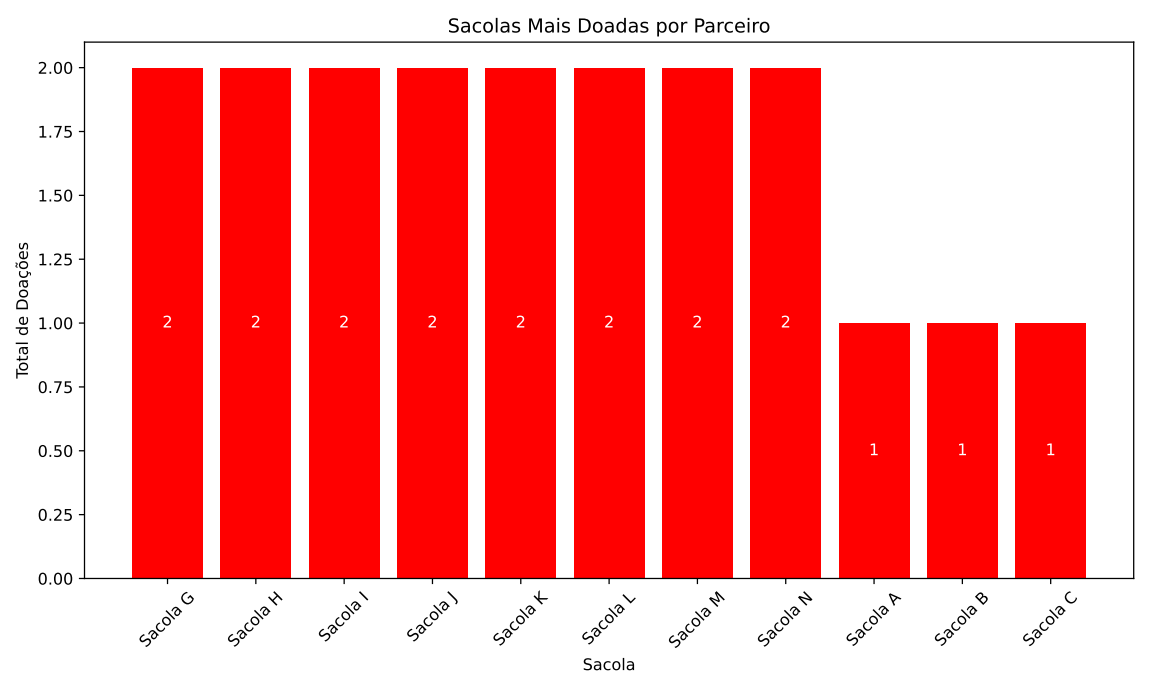 Sacolas Mais Doadas por Parceiro
Total de Doações
2.00
1.75
1.50
1.25
1.00
0.75
0.50
0.25
0.00
2 2 2 2 2 2 2 2 1 1 1
Sacola G Sacola H Sacola I Sacola J Sacola K Sacola L Sacola M Sacola N Sacola A Sacola B Sacola C
Sacola